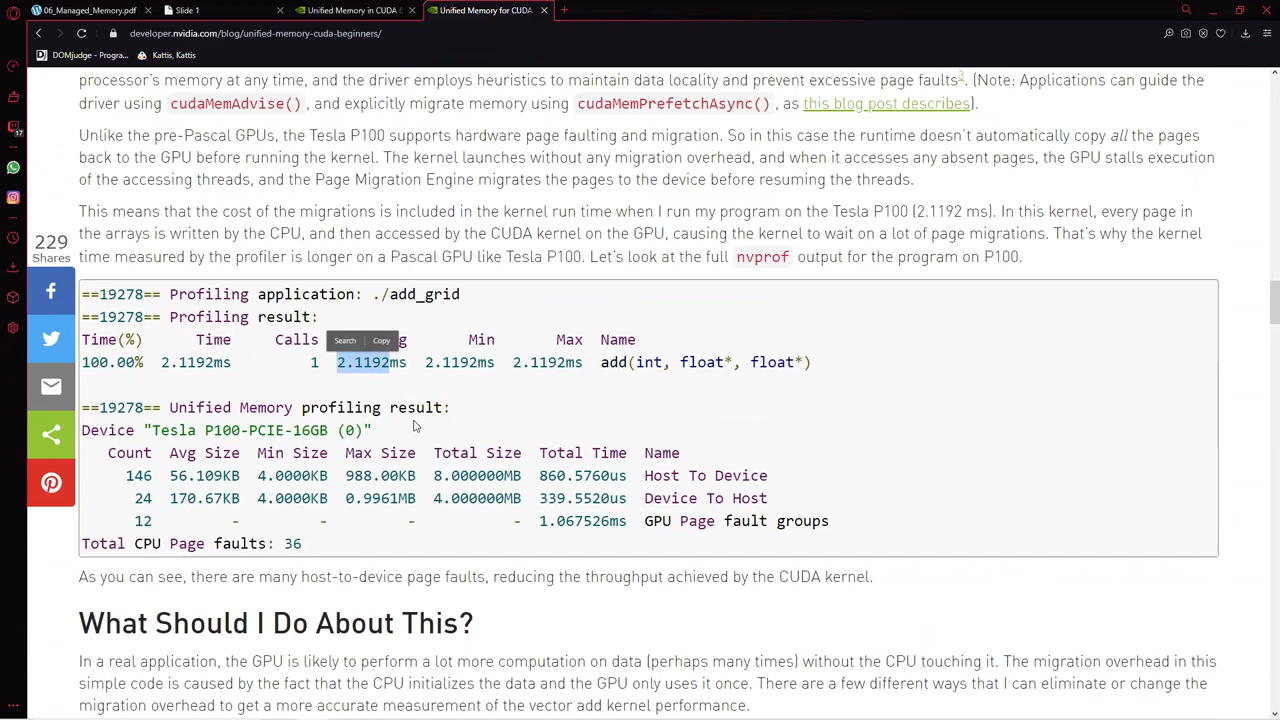 06_Managed_Memory.pdf
Slide 1
Unified Memory in CUDA
Unified Memory for CUDA
developer.nvidia.com/blog/unified-memory-cuda-beginners/
DOMjudge - Progra...
Kattis, Kattis
17
processor's memory at any time, and the driver employs heuristics to maintain data locality and prevent excessive page faults3. (Note: Applications can guide the
driver using cudaMemAdvise(), and explicitly migrate memory using cudaMemPrefetchAsync(), as this blog post describes).
Unlike the pre-Pascal GPUs, the Tesla P100 supports hardware page faulting and migration. So in this case the runtime doesn't automatically copy all the pages
back to the GPU before running the kernel. The kernel launches without any migration overhead, and when it accesses any absent pages, the GPU stalls execution
of the accessing threads, and the Page Migration Engine migrates the pages to the device before resuming the threads.
This means that the cost of the migrations is included in the kernel run time when I run my program on the Tesla P100 (2.1192 ms). In this kernel, every page in
the arrays is written by the CPU, and then accessed by the CUDA kernel on the GPU, causing the kernel to wait on a lot of page migrations. That's why the kernel
time measured by the profiler is longer on a Pascal GPU like Tesla P100. Let's look at the full nvprof output for the program on P100.
229
Shares
==19278== Profiling application: ./add_grid
==19278== Profiling result:
Time(%) Time Calls g Min Max Name
Search Copy
100.00% 2.1192ms 1 2.1192ms 2.1192ms 2.1192ms add(int, float*, float*)
==19278== Unified Memory profiling result:
Device "Tesla P100-PCIE-16GB (0)"
Count Avg Size Min Size Max Size Total Size Total Time Name
146 56.109KB 4.0000KB 988.00KB 8.000000MB 860.5760us Host To Device
24 170.67KB 4.0000KB 0.9961MB 4.000000MB 339.5520us Device To Host
12 - - - - 1.067526ms GPU Page fault groups
Total CPU Page faults: 36
As you can see, there are many host-to-device page faults, reducing the throughput achieved by the CUDA kernel.
What Should I Do About This?
In a real application, the GPU is likely to perform a lot more computation on data (perhaps many times) without the CPU touching it. The migration overhead in this
simple code is caused by the fact that the CPU initializes the data and the GPU only uses it once. There are a few different ways that I can eliminate or change the
migration overhead to get a more accurate measurement of the vector add kernel performance.